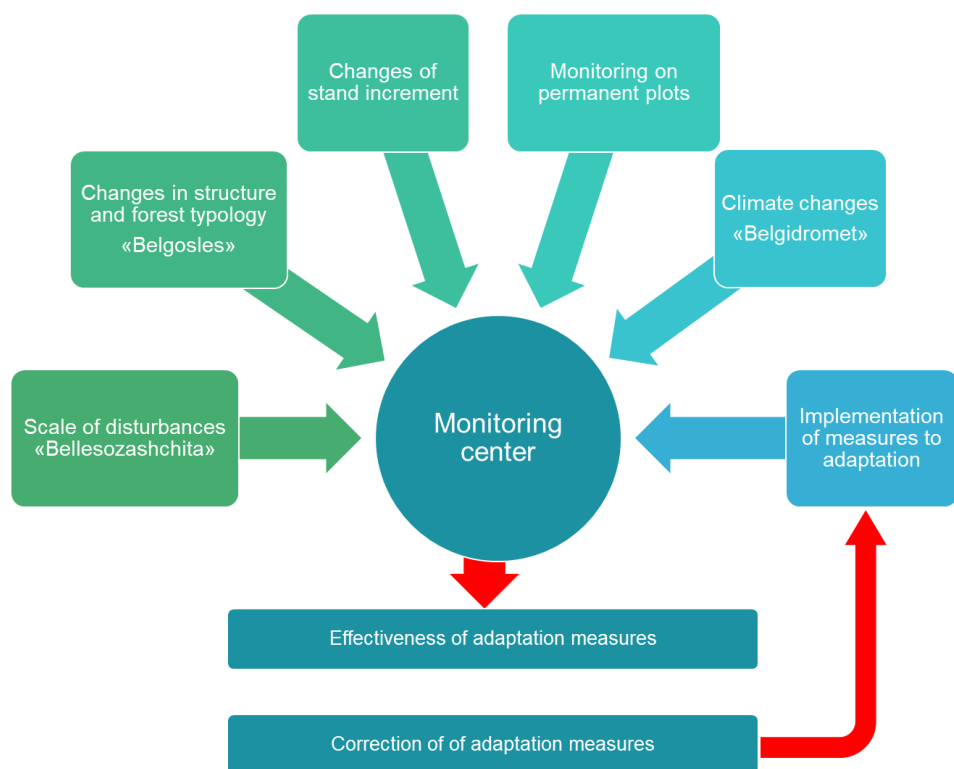 Changes of
stand increment
Monitoring on
permanent plots
Changes in structure
and forest typology
«Belgosles»
Climate changes
«Belgidromet»
Scale of disturbances
«Bellesozashchita»
Monitoring
center
Implementation
of measures to
adaptation
Effectiveness of adaptation measures
Correction of of adaptation measures